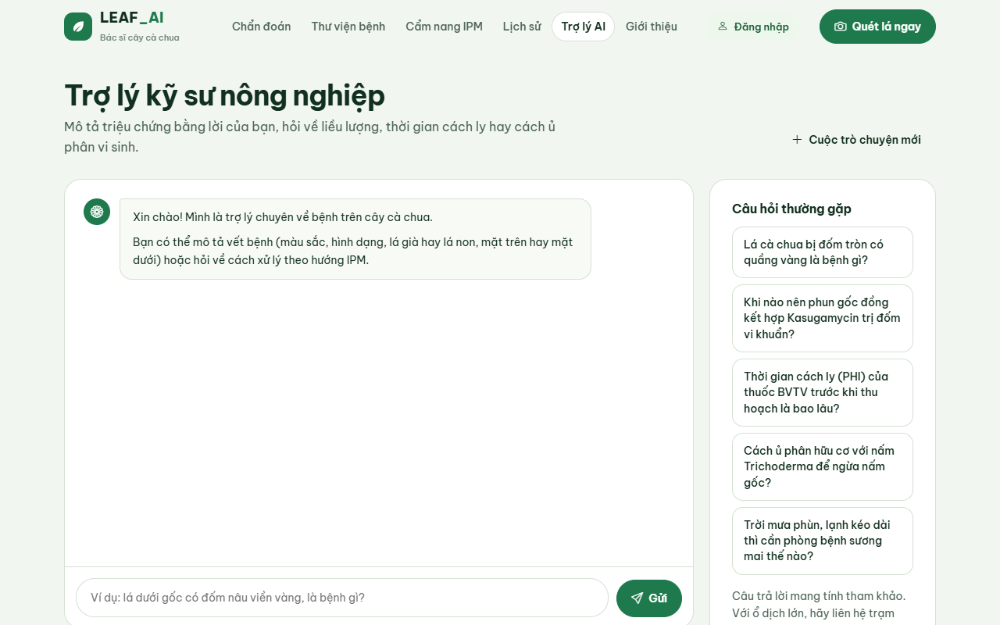 LEAF_AI
Bác sĩ cây cà chua
Chẩn đoán
Thư viện bệnh
Cẩm nang IPM
Lịch sử
Trợ lý AI
Giới thiệu
Đăng nhập
Quét lá ngay
Trợ lý kỹ sư nông nghiệp
Mô tả triệu chứng bằng lời của bạn, hỏi về liều lượng, thời gian cách ly hay cách ủ
phân vi sinh.
Cuộc trò chuyện mới
Xin chào! Mình là trợ lý chuyên về bệnh trên cây cà chua.
Bạn có thể mô tả vết bệnh (màu sắc, hình dạng, lá già hay lá non, mặt trên hay mặt
dưới) hoặc hỏi về cách xử lý theo hướng IPM.
Ví dụ: lá dưới gốc có đốm nâu viền vàng, là bệnh gì?
Gửi
Câu hỏi thường gặp
Lá cà chua bị đốm tròn có
quầng vàng là bệnh gì?
Khi nào nên phun gốc đồng
kết hợp Kasugamycin trị đốm
vi khuẩn?
Thời gian cách ly (PHI) của
thuốc BVTV trước khi thu
hoạch là bao lâu?
Cách ủ phân hữu cơ với nấm
Trichoderma để ngừa nấm
gốc?
Trời mưa phùn, lạnh kéo dài
thì cần phòng bệnh sương
mai thế nào?
Câu trả lời mang tính tham khảo.
Với ổ dịch lớn, hãy liên hệ trạm